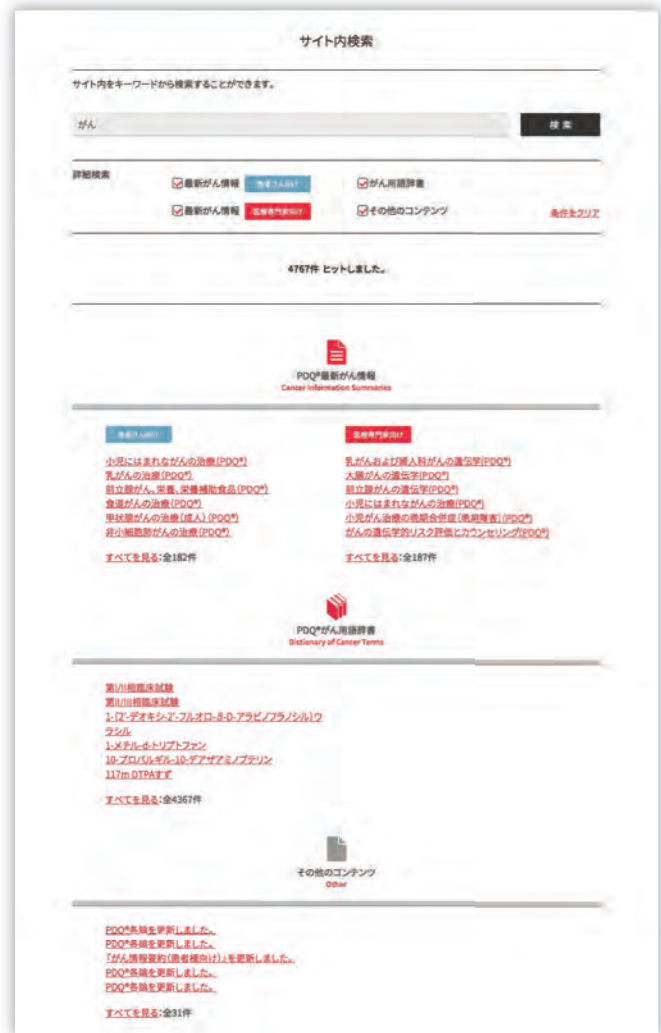 サイト内検索
サイト内をキーワードから検索することができます。
がん
検 索
詳細検索
最新がん情報 患者さん向け
がん用語辞書
最新がん情報 医療専門家向け
その他のコンテンツ
条件をクリア
4767件 ヒットしました。
PDQ®最新がん情報
Cancer Information Summaries
患者さん向け
小児にはまれながんの治療(PDQ®)
乳がんの治療(PDQ®)
前立腺がん、栄養、栄養補助食品(PDQ®)
食道がんの治療(PDQ®)
甲状腺がんの治療(成人)(PDQ®)
非小細胞肺がんの治療(PDQ®)
すべてを見る:全182件
医療専門家向け
乳がんおよび婦人科がんの遺伝学(PDQ®)
大腸がんの遺伝学(PDQ®)
前立腺がんの遺伝学(PDQ®)
小児にはまれながんの治療(PDQ®)
小児がん治療の晩期合併症(晩期障害)(PDQ®)
がんの遺伝学的リスク評価とカウンセリング(PDQ®)
すべてを見る:全187件
PDQ®がん用語辞書
Dictionary of Cancer Terms
第I/II相臨床試験
第II/III相臨床試験
1-(2'-デオキシ-2'-フルオロ-β-D-アラビノフラノシル)ウ
ラシル
1-メチル-d-トリプトファン
10-プロパルギル-10-デアザアミノプテリン
117m DTPAすず
すべてを見る:全4367件
その他のコンテンツ
Other
PDQ®各論を更新しました。
PDQ®各論を更新しました。
「がん情報要約(患者様向け)」を更新しました。
PDQ®各論を更新しました。
PDQ®各論を更新しました。
すべてを見る:全31件